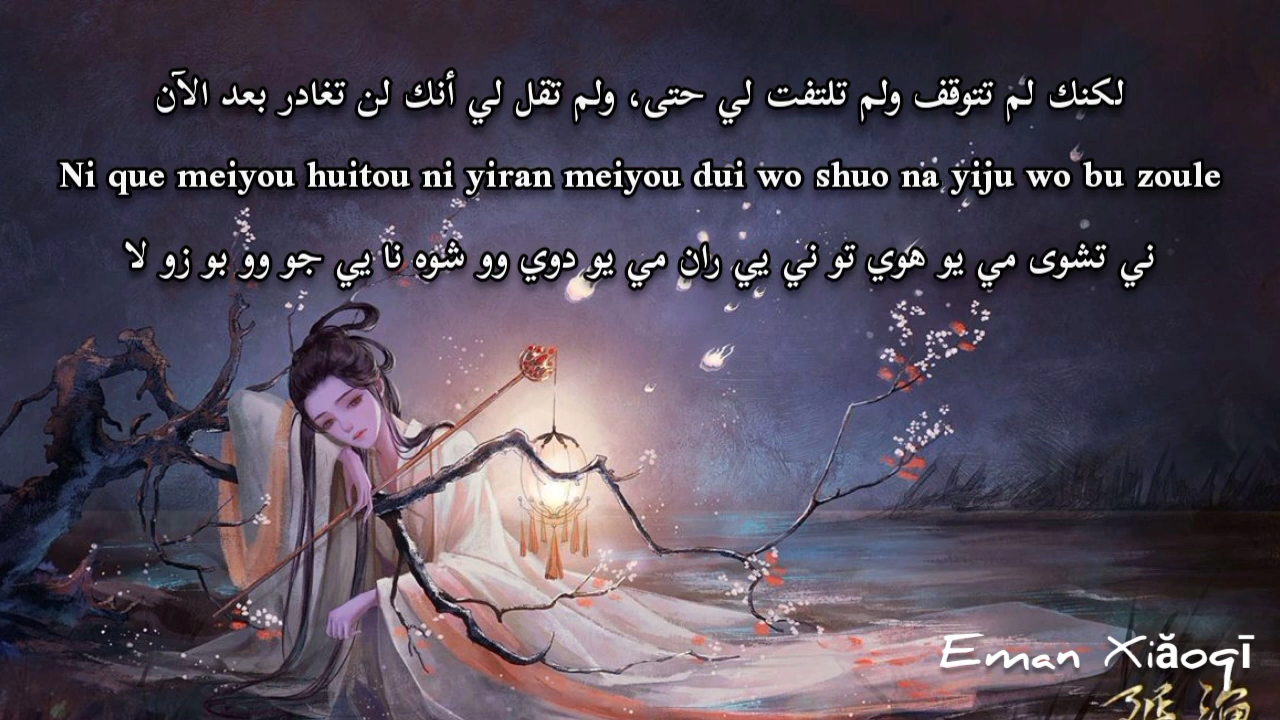 لكنك لم تتوقف ولم تلتفت لي حتى، ولم تقل لي أنك لن تغادر بعد الآن
Ni que meiyou huitou ni yiran meiyou dui wo shuo na yiju wo bu zoule
ني تشوى مي يو هوي تو ني يي ران مي يو دوي وو شوه نا يي جو وو بو زو لا
Eman Xiǎoqī